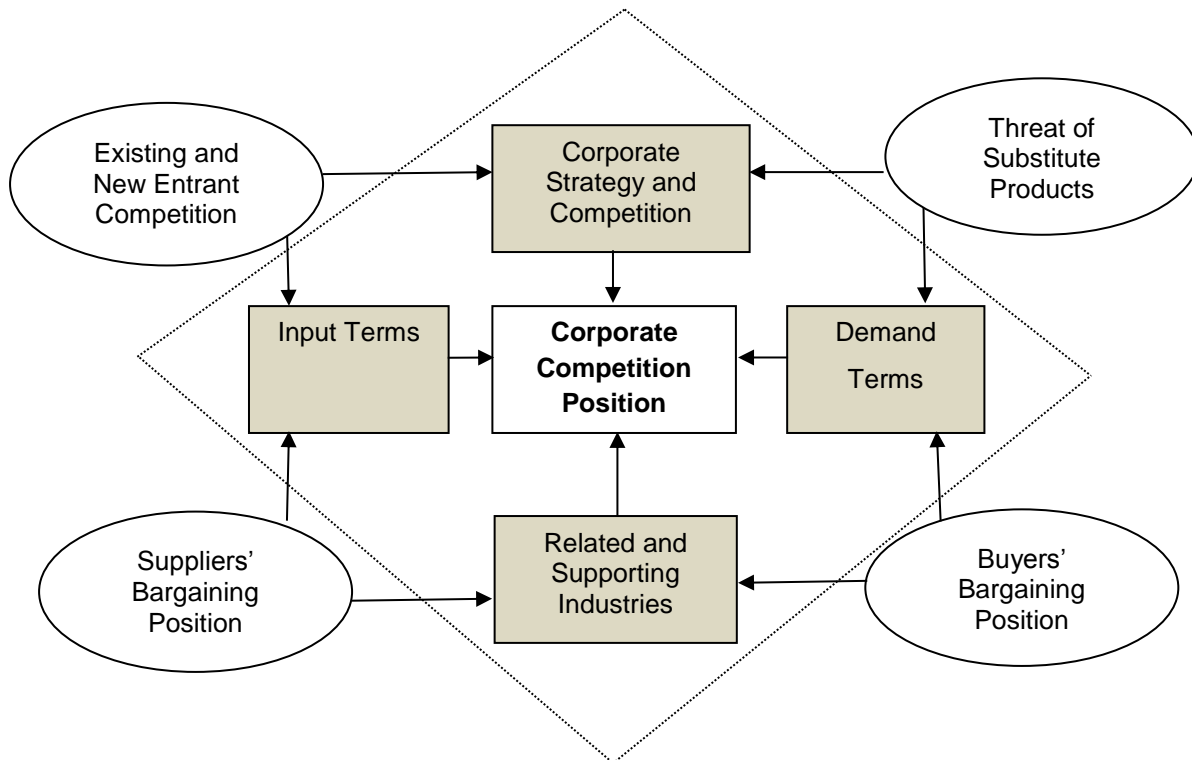 Existing and
New Entrant
Competition
Corporate
Strategy and
Competition
Threat of
Substitute
Products
Input Terms
Corporate
Competition
Position
Demand
Terms
Suppliers’
Bargaining
Position
Related and
Supporting
Industries
Buyers’
Bargaining
Position